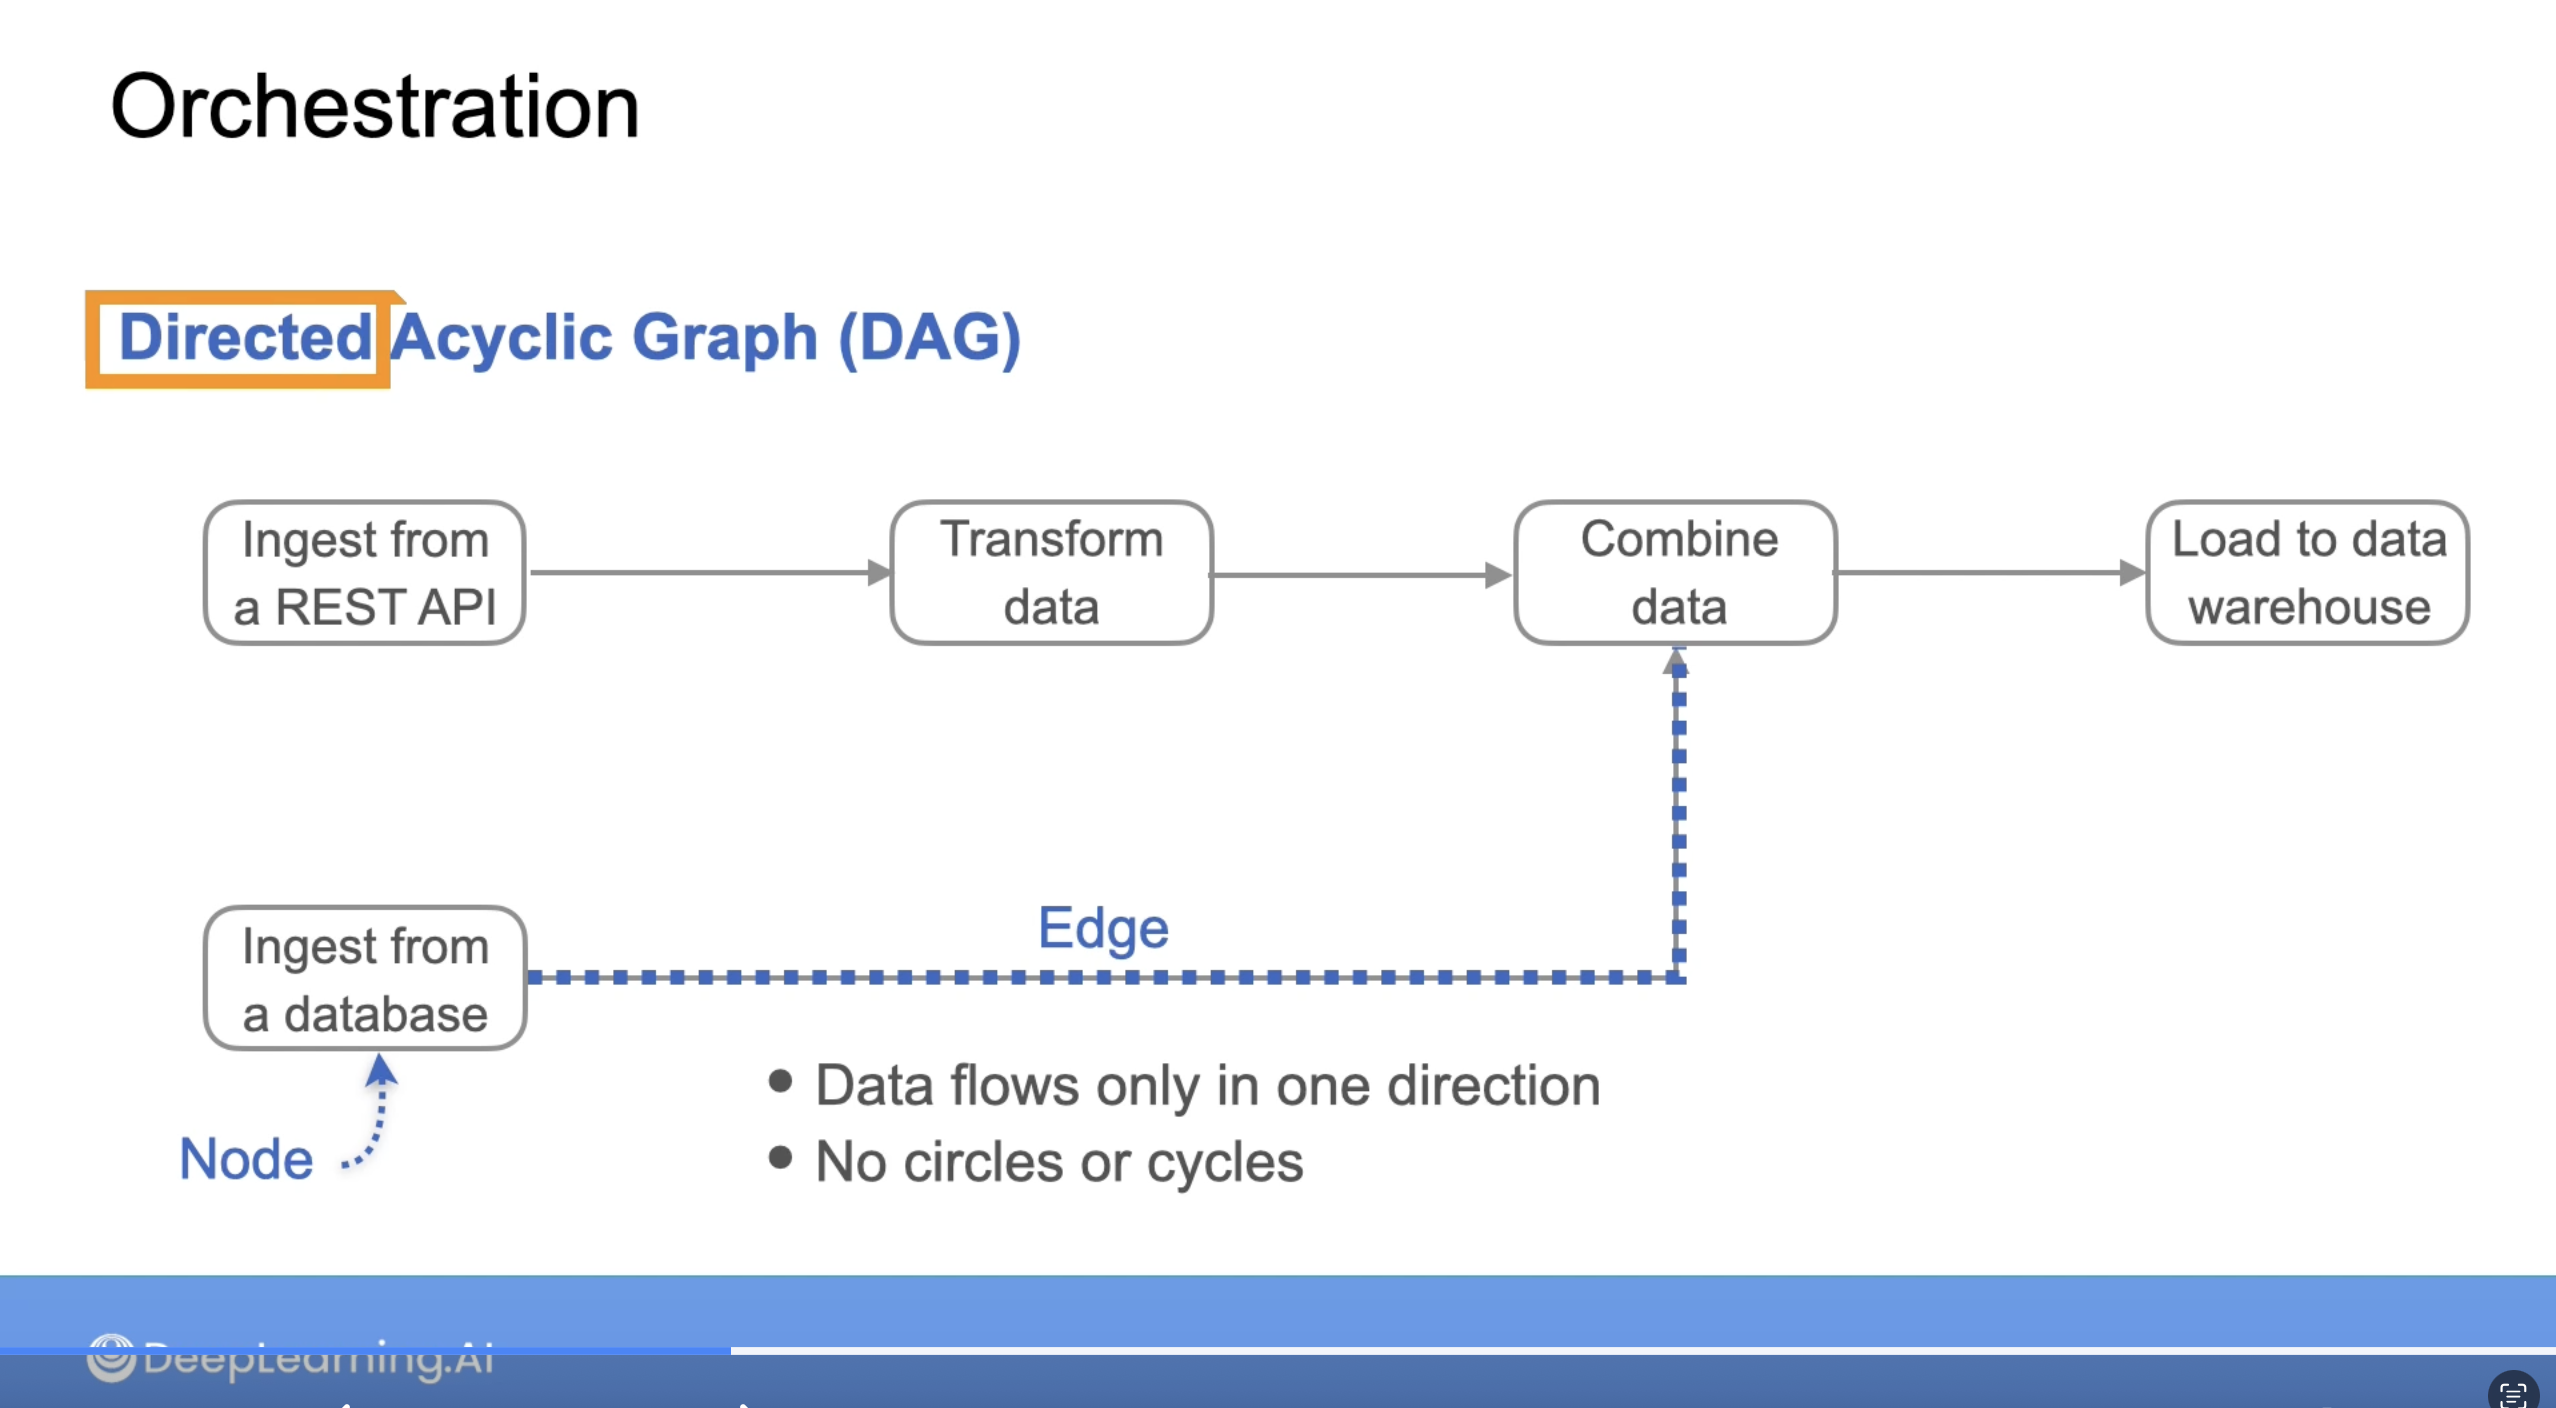 Orchestration
Directed Acyclic Graph (DAG)
Ingest from
a REST API
Transform
data
Combine
data
Load to data
warehouse
Edge
Ingest from
a database
Node
• Data flows only in one direction
• No circles or cycles
DeepLearning.AI